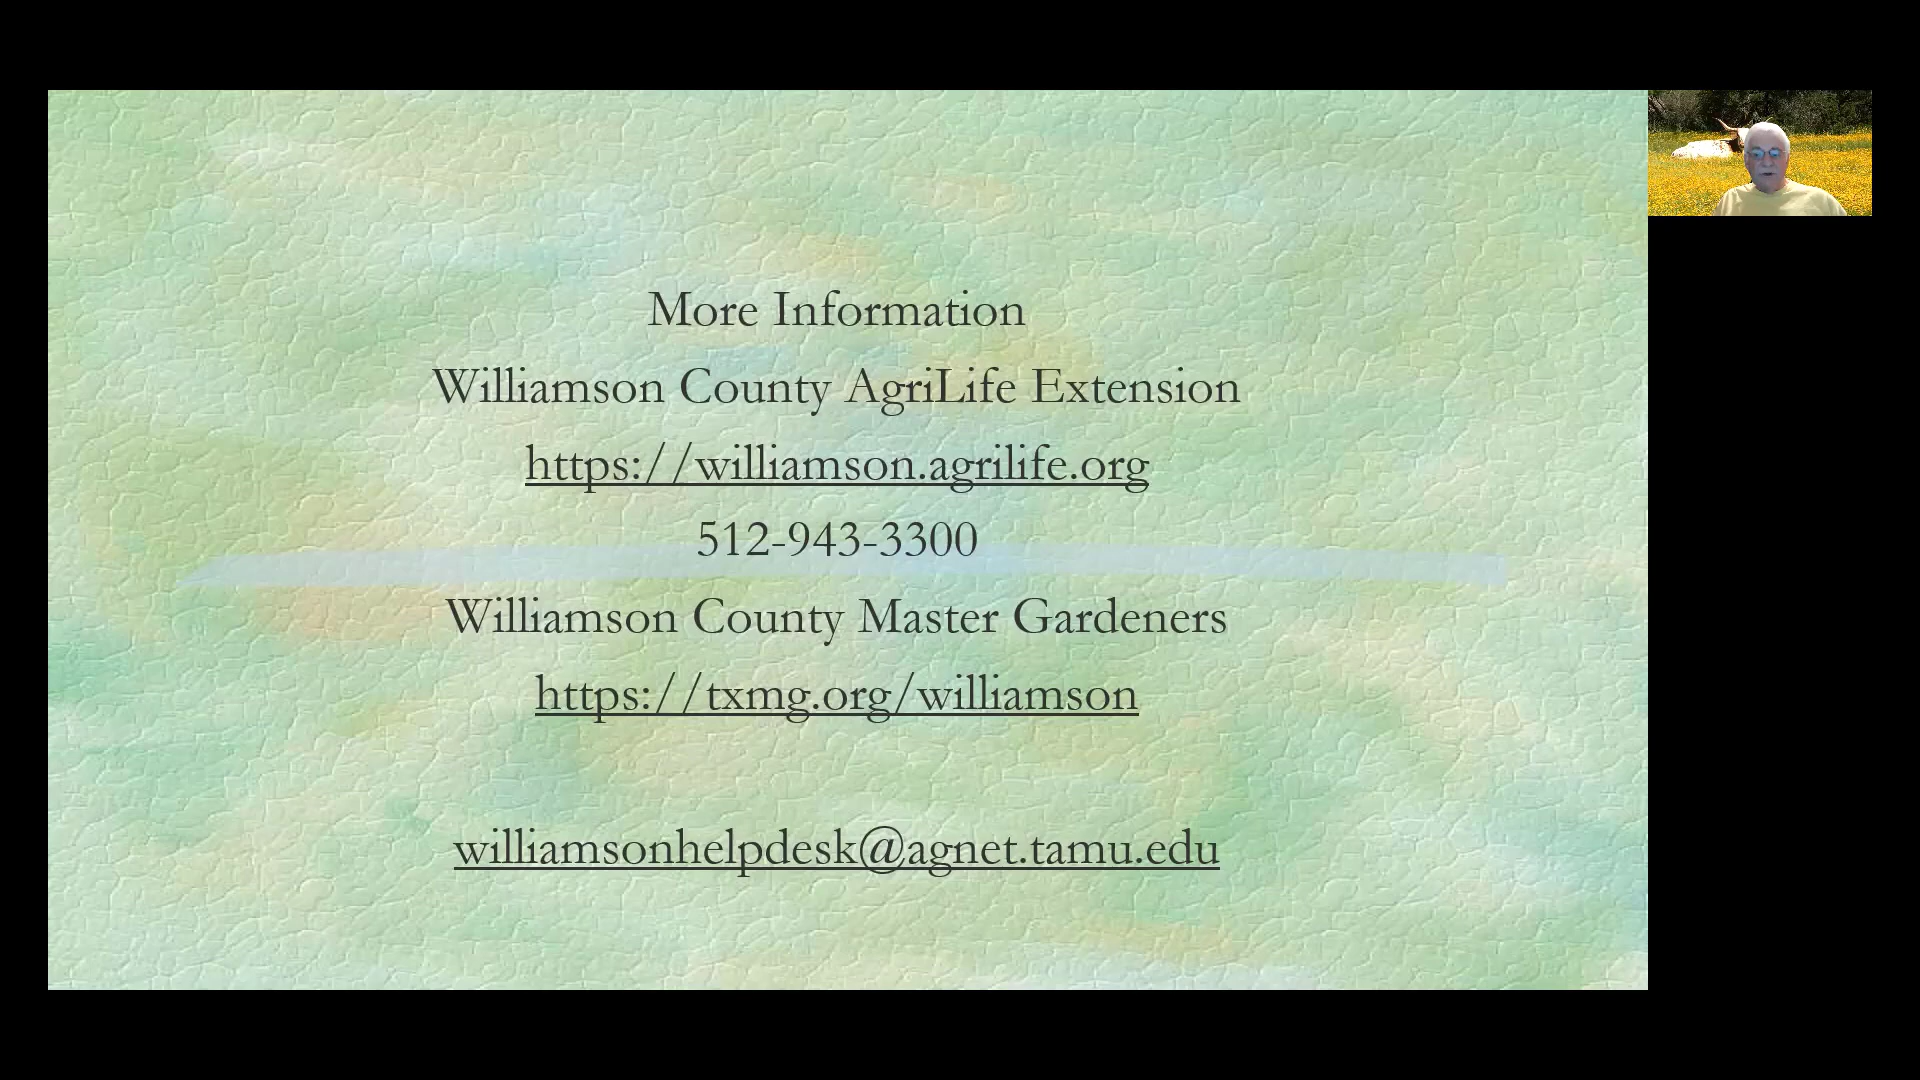 More Information
Williamson County AgriLife Extension
https://williamson.agrilife.org
512-943-3300
Williamson County Master Gardeners
https://txmg.org/williamson
williamsonhelpdesk@agnet.tamu.edu